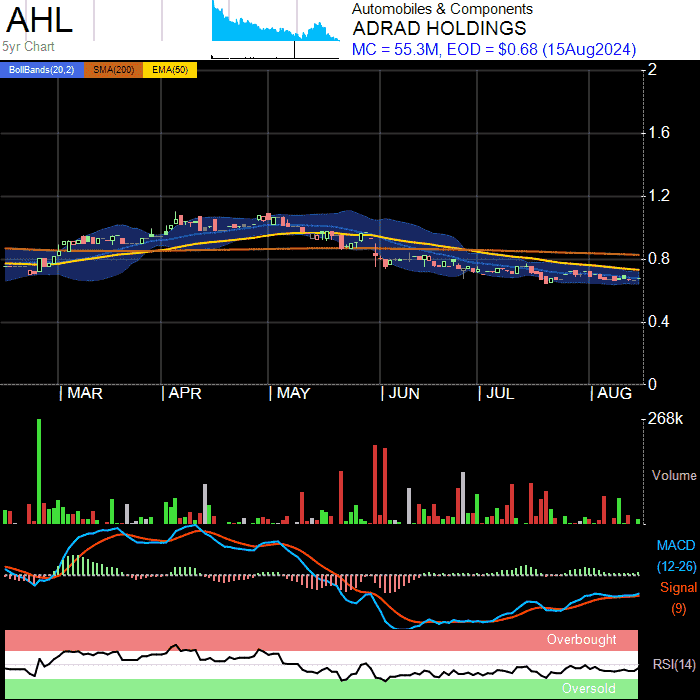 AHL
5yr Chart
Automobiles & Components
ADRAD HOLDINGS
MC = 55.3M, EOD = $0.68 (15Aug2024)
BollBands(20,2) SMA(200) EMA(50)
2
1.6
1.2
0.8
0.4
0
MAR APR MAY JUN JUL AUG
268k
Volume
MACD
(12-26)
Signal
(9)
Overbought
RSI(14)
Oversold